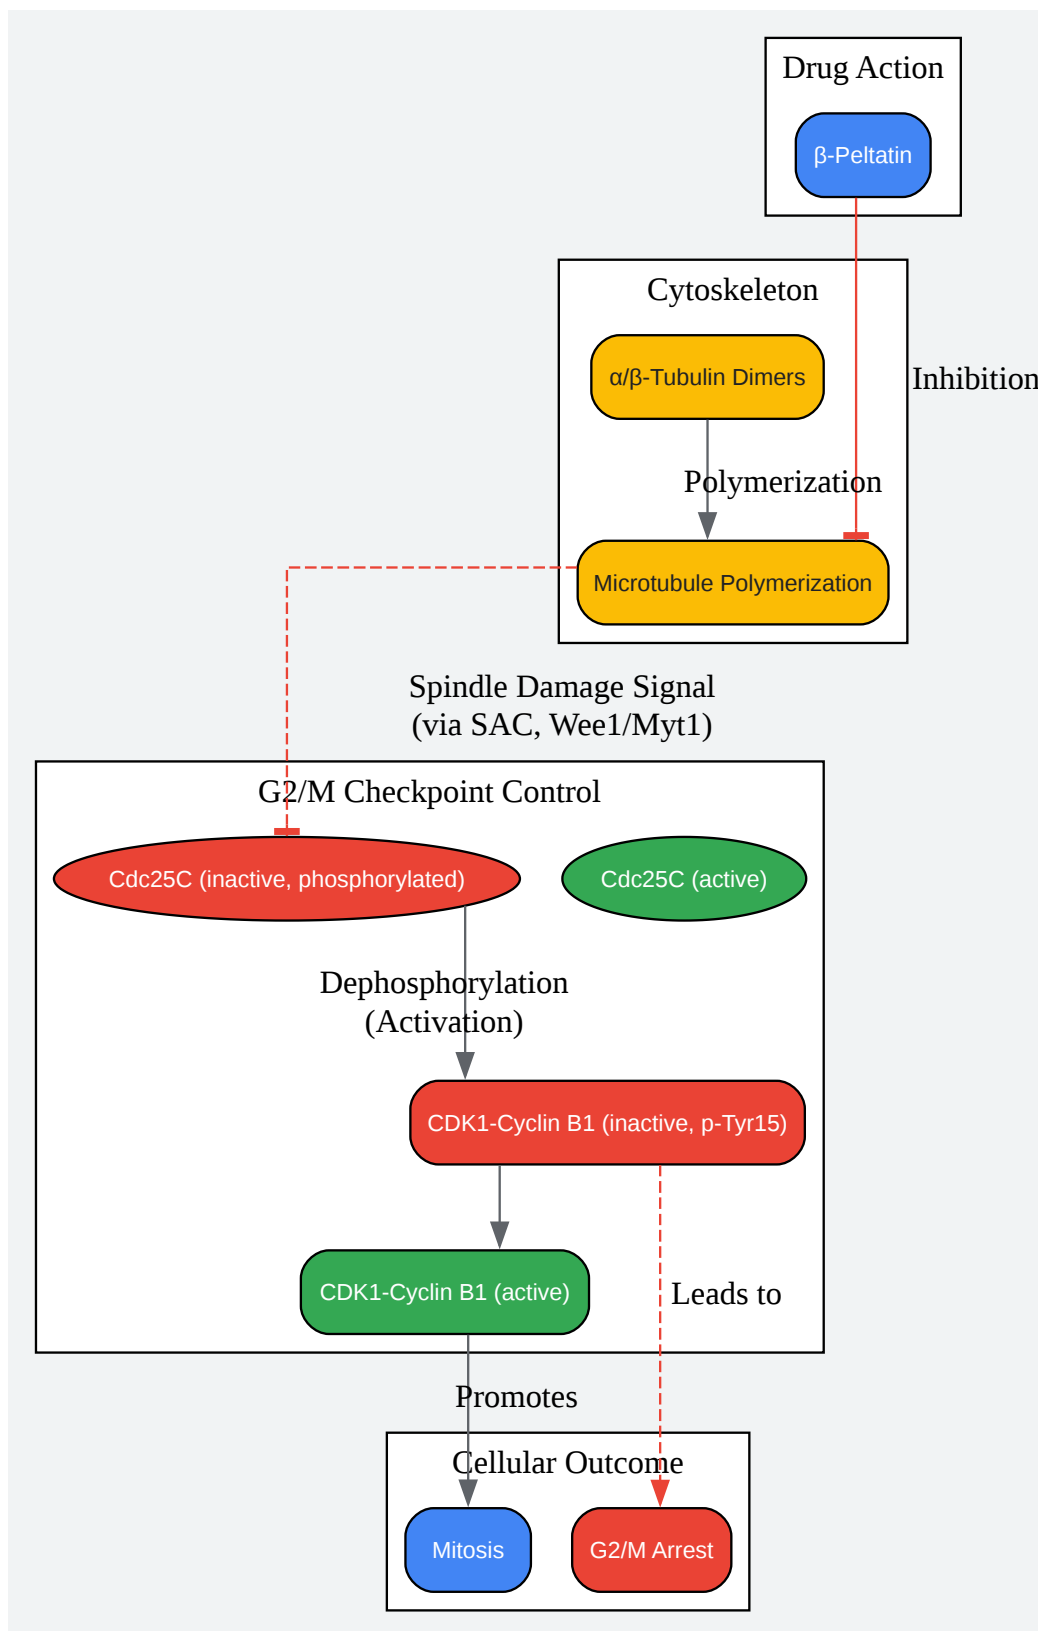 Drug Action
β-Peltatin
Cytoskeleton
α/β-Tubulin Dimers
Inhibition
Polymerization
Microtubule Polymerization
Spindle Damage Signal
(via SAC, Wee1/Myt1)
G2/M Checkpoint Control
Cdc25C (inactive, phosphorylated)
Cdc25C (active)
Dephosphorylation
(Activation)
CDK1-Cyclin B1 (inactive, p-Tyr15)
CDK1-Cyclin B1 (active)
Leads to
Promotes
Cellular Outcome
Mitosis
G2/M Arrest